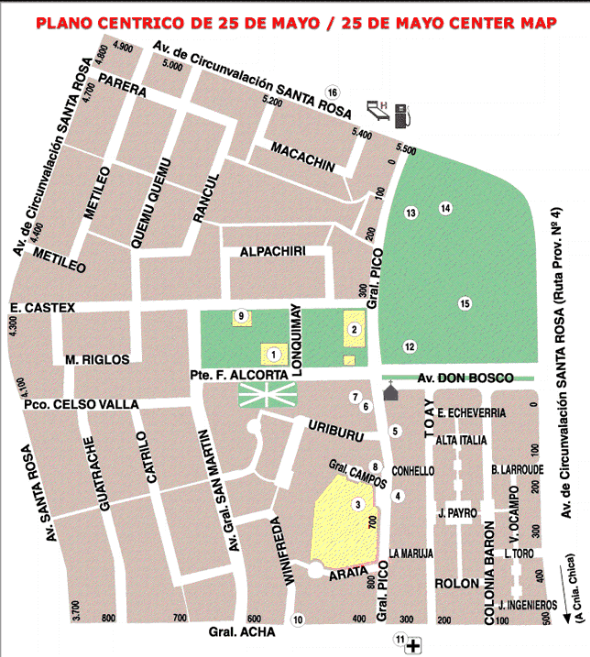 PLANO CENTRICO DE 25 DE MAYO / 25 DE MAYO CENTER MAP
Av. de Circunvalación SANTA ROSA
4.800
4.900
5.000
5.200
16
5.400
5.500
Av. de Circunvalación SANTA ROSA
4.700
PARERA
MACACHIN
0
100
METILEO
QUEMU QUEMU
RANCUL
13
14
4.400
200
METILEO
ALPACHIRI
Gral. PICO
300
15
E. CASTEX
4.300
9
LONQUIMAY
2
1
12
M. RIGLOS
Pte. F. ALCORTA
Av. DON BOSCO
4.100
Pco. CELSO VALLA
7
6
TOAY
E. ECHEVERRIA
0
URIBURU
5
ALTA ITALIA
100
Av. SANTA ROSA
GUATRACHE
CATRILO
Av. Gral. SAN MARTIN
Gral. CAMPOS
8
CONHELLO
B. LARROUDE
200
3
4
700
J. PAYRO
V. OCAMPO
300
WINIFREDA
LA MARUJA
COLONIA BARON
L. TORO
ARATA
800
Gral. PICO
ROLON
400
J. INGENIEROS
500
3.700
800
700
600
10
400
300
200
100
Gral. ACHA
11
Av. de Circunvalación SANTA ROSA (Ruta Prov. Nº 4)
(A Cnia. Chica)
H